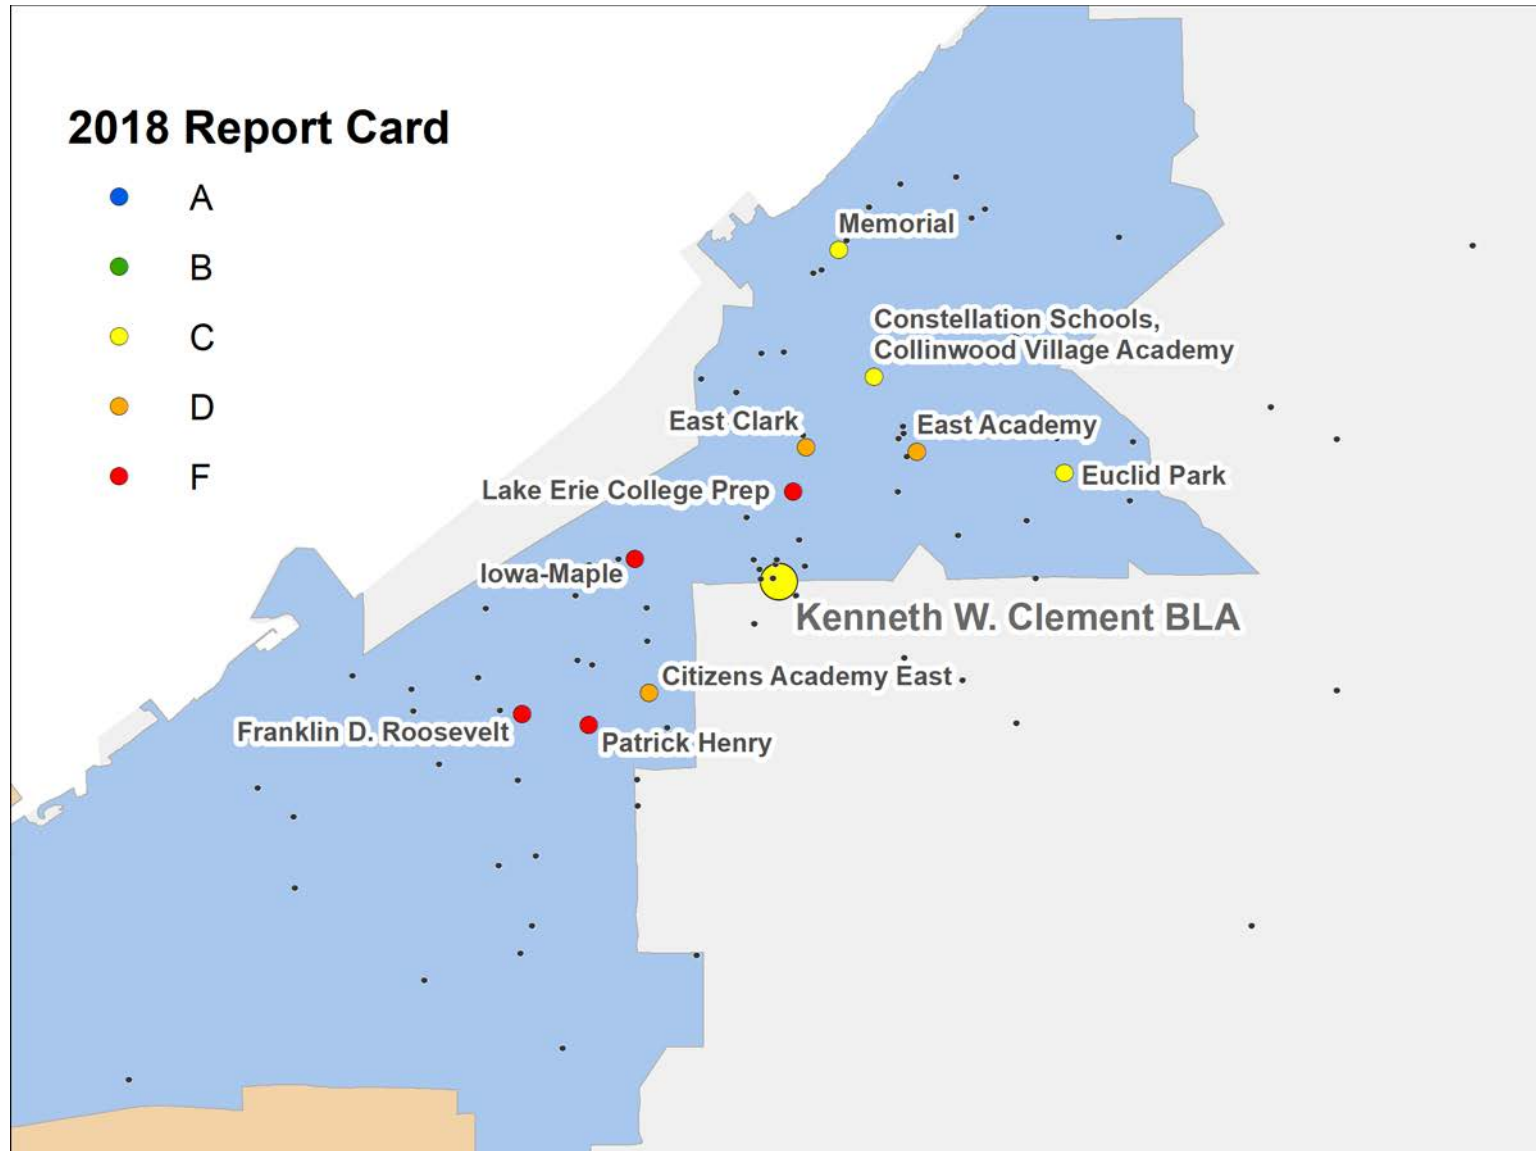 2018 Report Card
A
B
C
D
F
Memorial
Constellation Schools,
Collinwood Village Academy
East Clark
East Academy
Euclid Park
Lake Erie College Prep
Iowa-Maple
Kenneth W. Clement BLA
Citizens Academy East
Franklin D. Roosevelt
Patrick Henry